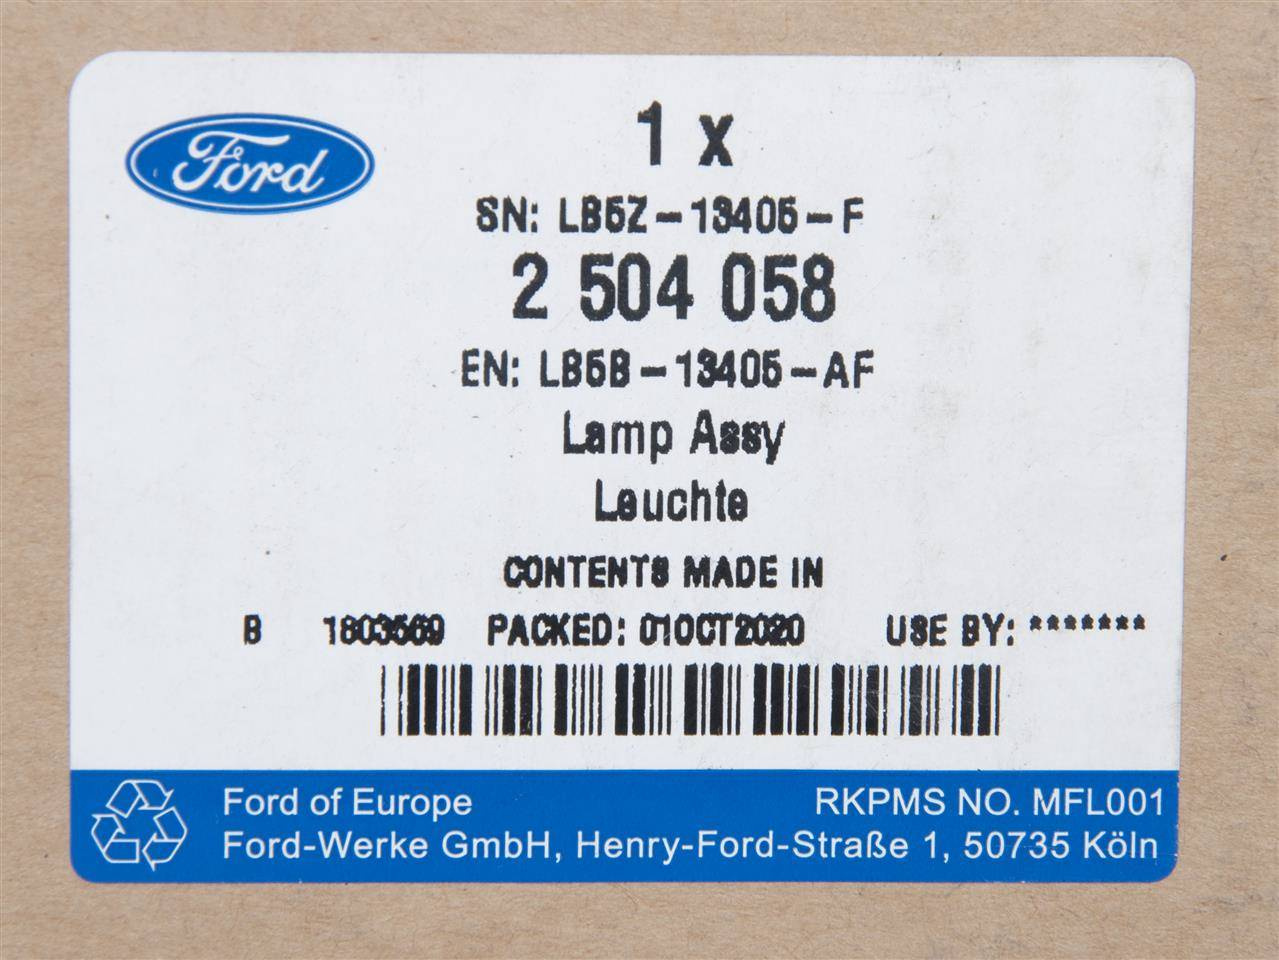 Ford
1 x
SN: LB5Z-13405-F
2 504 058
EN: LB5B-13405-AF
Lamp Assy
Leuchte
CONTENTS MADE IN
B 1803569 PACKED: 01OCT2020 USE BY: *******
Ford of Europe RKPMS NO. MFL001
Ford-Werke GmbH, Henry-Ford-Straße 1, 50735 Köln